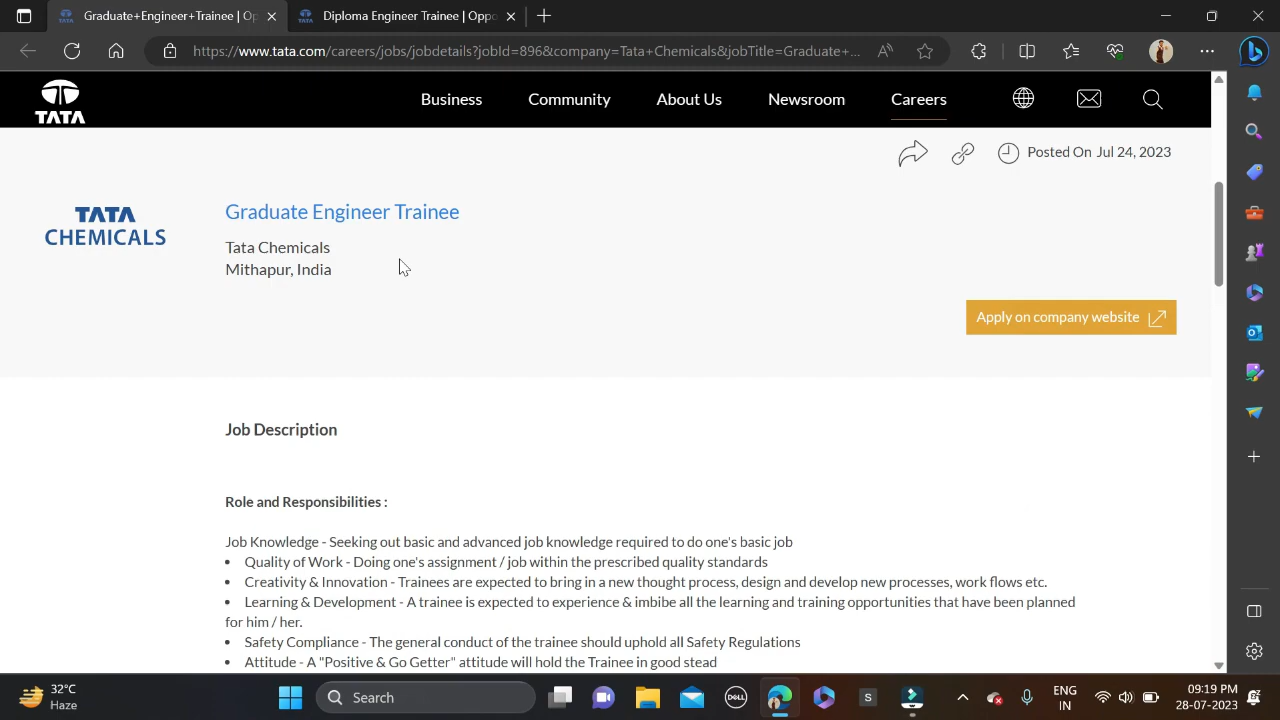 Graduate+Engineer+Trainee | Op
Diploma Engineer Trainee | Oppo
https://www.tata.com/careers/jobs/jobdetails?jobId=896&company=Tata+Chemicals&jobTitle=Graduate+...
TATA
Business
Community
About Us
Newsroom
Careers
Posted On Jul 24, 2023
TATA
CHEMICALS
Graduate Engineer Trainee
Tata Chemicals
Mithapur, India
Apply on company website
Job Description
Role and Responsibilities :
Job Knowledge - Seeking out basic and advanced job knowledge required to do one's basic job
• Quality of Work - Doing one's assignment / job within the prescribed quality standards
• Creativity & Innovation - Trainees are expected to bring in a new thought process, design and develop new processes, work flows etc.
• Learning & Development - A trainee is expected to experience & imbibe all the learning and training opportunities that have been planned
for him / her.
• Safety Compliance - The general conduct of the trainee should uphold all Safety Regulations
• Attitude - A "Positive & Go Getter" attitude will hold the Trainee in good stead
32°C
Haze
Search
DELL
S
ENG
IN
09:19 PM
28-07-2023